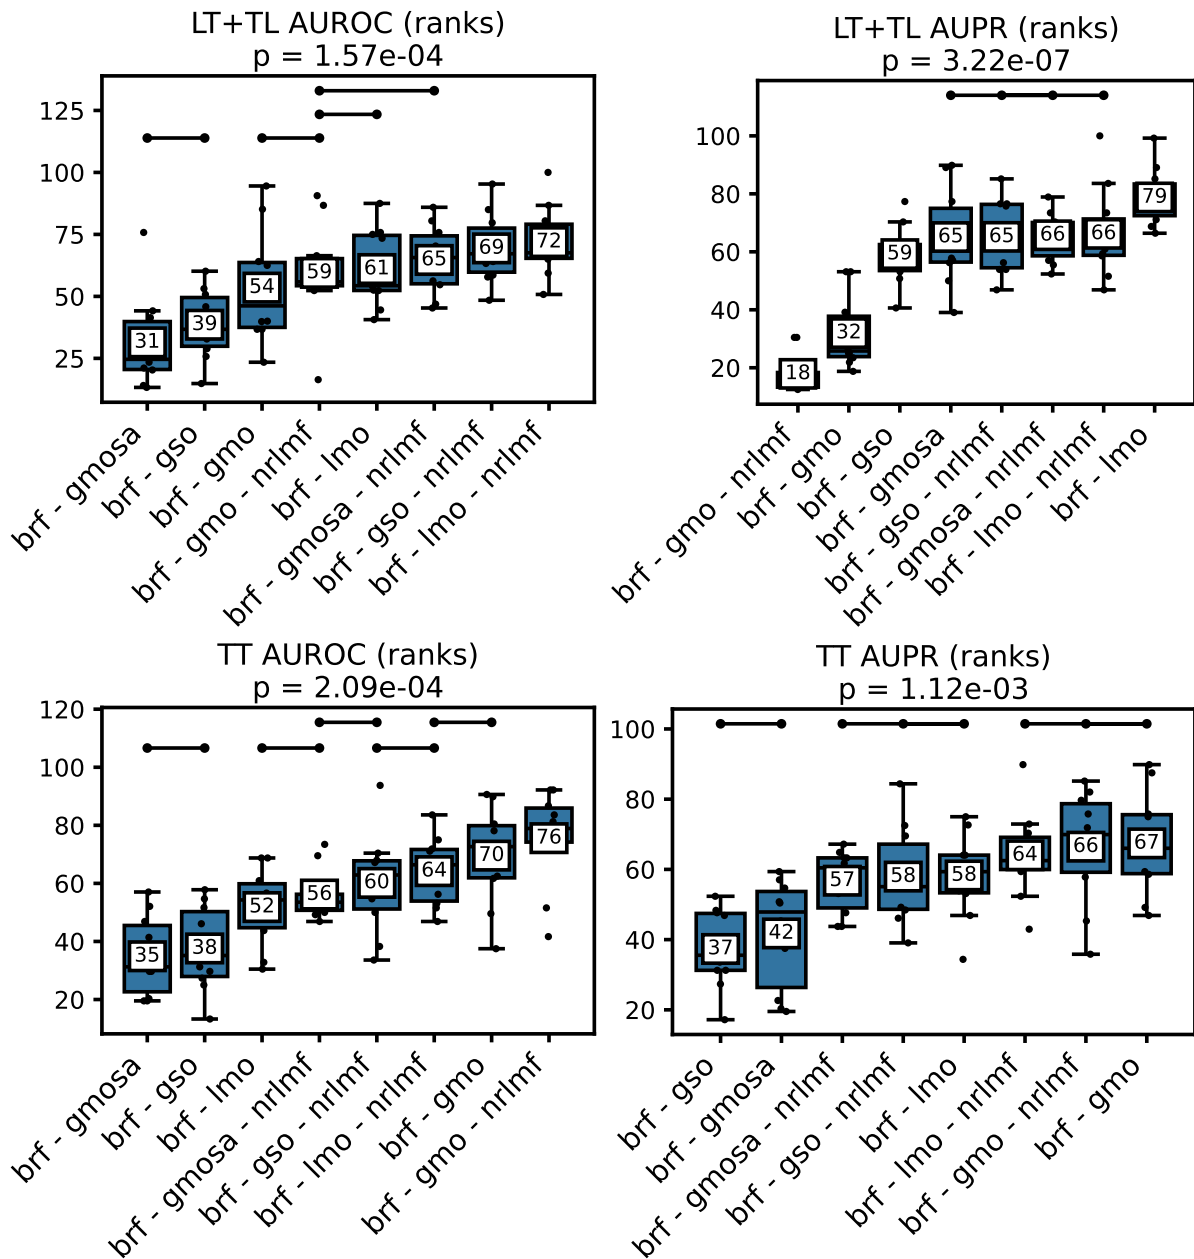 LT+TL AUROC (ranks)
p = 1.57e-04
125
100
75
50
25
31
39
54
59
61
65
69
72
brf - gmosa
brf - gso
brf - gmo
brf - gmo - nrlmf
brf - lmo
brf - gmosa - nrlmf
brf - gso - nrlmf
brf - lmo - nrlmf
LT+TL AUPR (ranks)
p = 3.22e-07
100
80
60
40
20
18
32
59
65
65
66
66
79
brf - gmo - nrlmf
brf - gmo
brf - gso
brf - gmosa
brf - gso - nrlmf
brf - gmosa - nrlmf
brf - lmo - nrlmf
brf - lmo
TT AUROC (ranks)
p = 2.09e-04
120
100
80
60
40
20
35
38
52
56
60
64
70
76
brf - gmosa
brf - gso
brf - lmo
brf - gmosa - nrlmf
brf - gso - nrlmf
brf - lmo - nrlmf
brf - gmo
brf - gmo - nrlmf
TT AUPR (ranks)
p = 1.12e-03
100
80
60
40
20
37
42
57
58
58
64
66
67
brf - gso
brf - gmosa
brf - gmosa - nrlmf
brf - gso - nrlmf
brf - lmo
brf - lmo - nrlmf
brf - gmo - nrlmf
brf - gmo